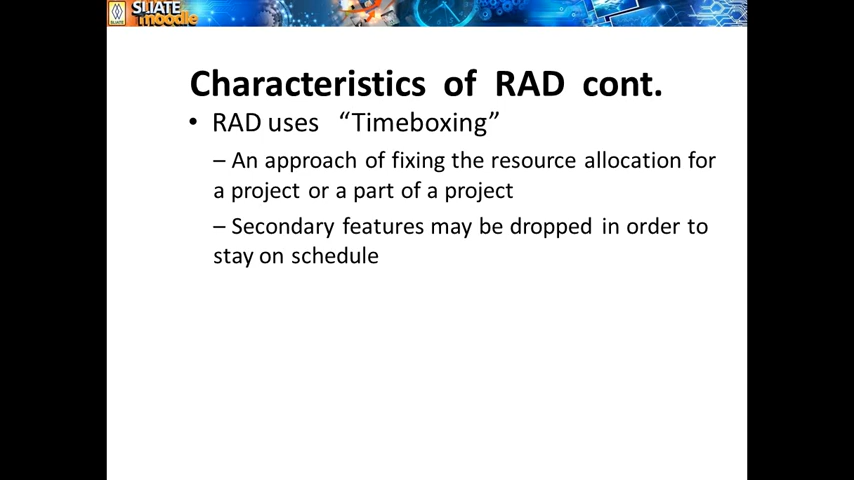 SLIATE
moodle
SLIATE
Characteristics of RAD cont.
• RAD uses “Timeboxing”
– An approach of fixing the resource allocation for
a project or a part of a project
– Secondary features may be dropped in order to
stay on schedule